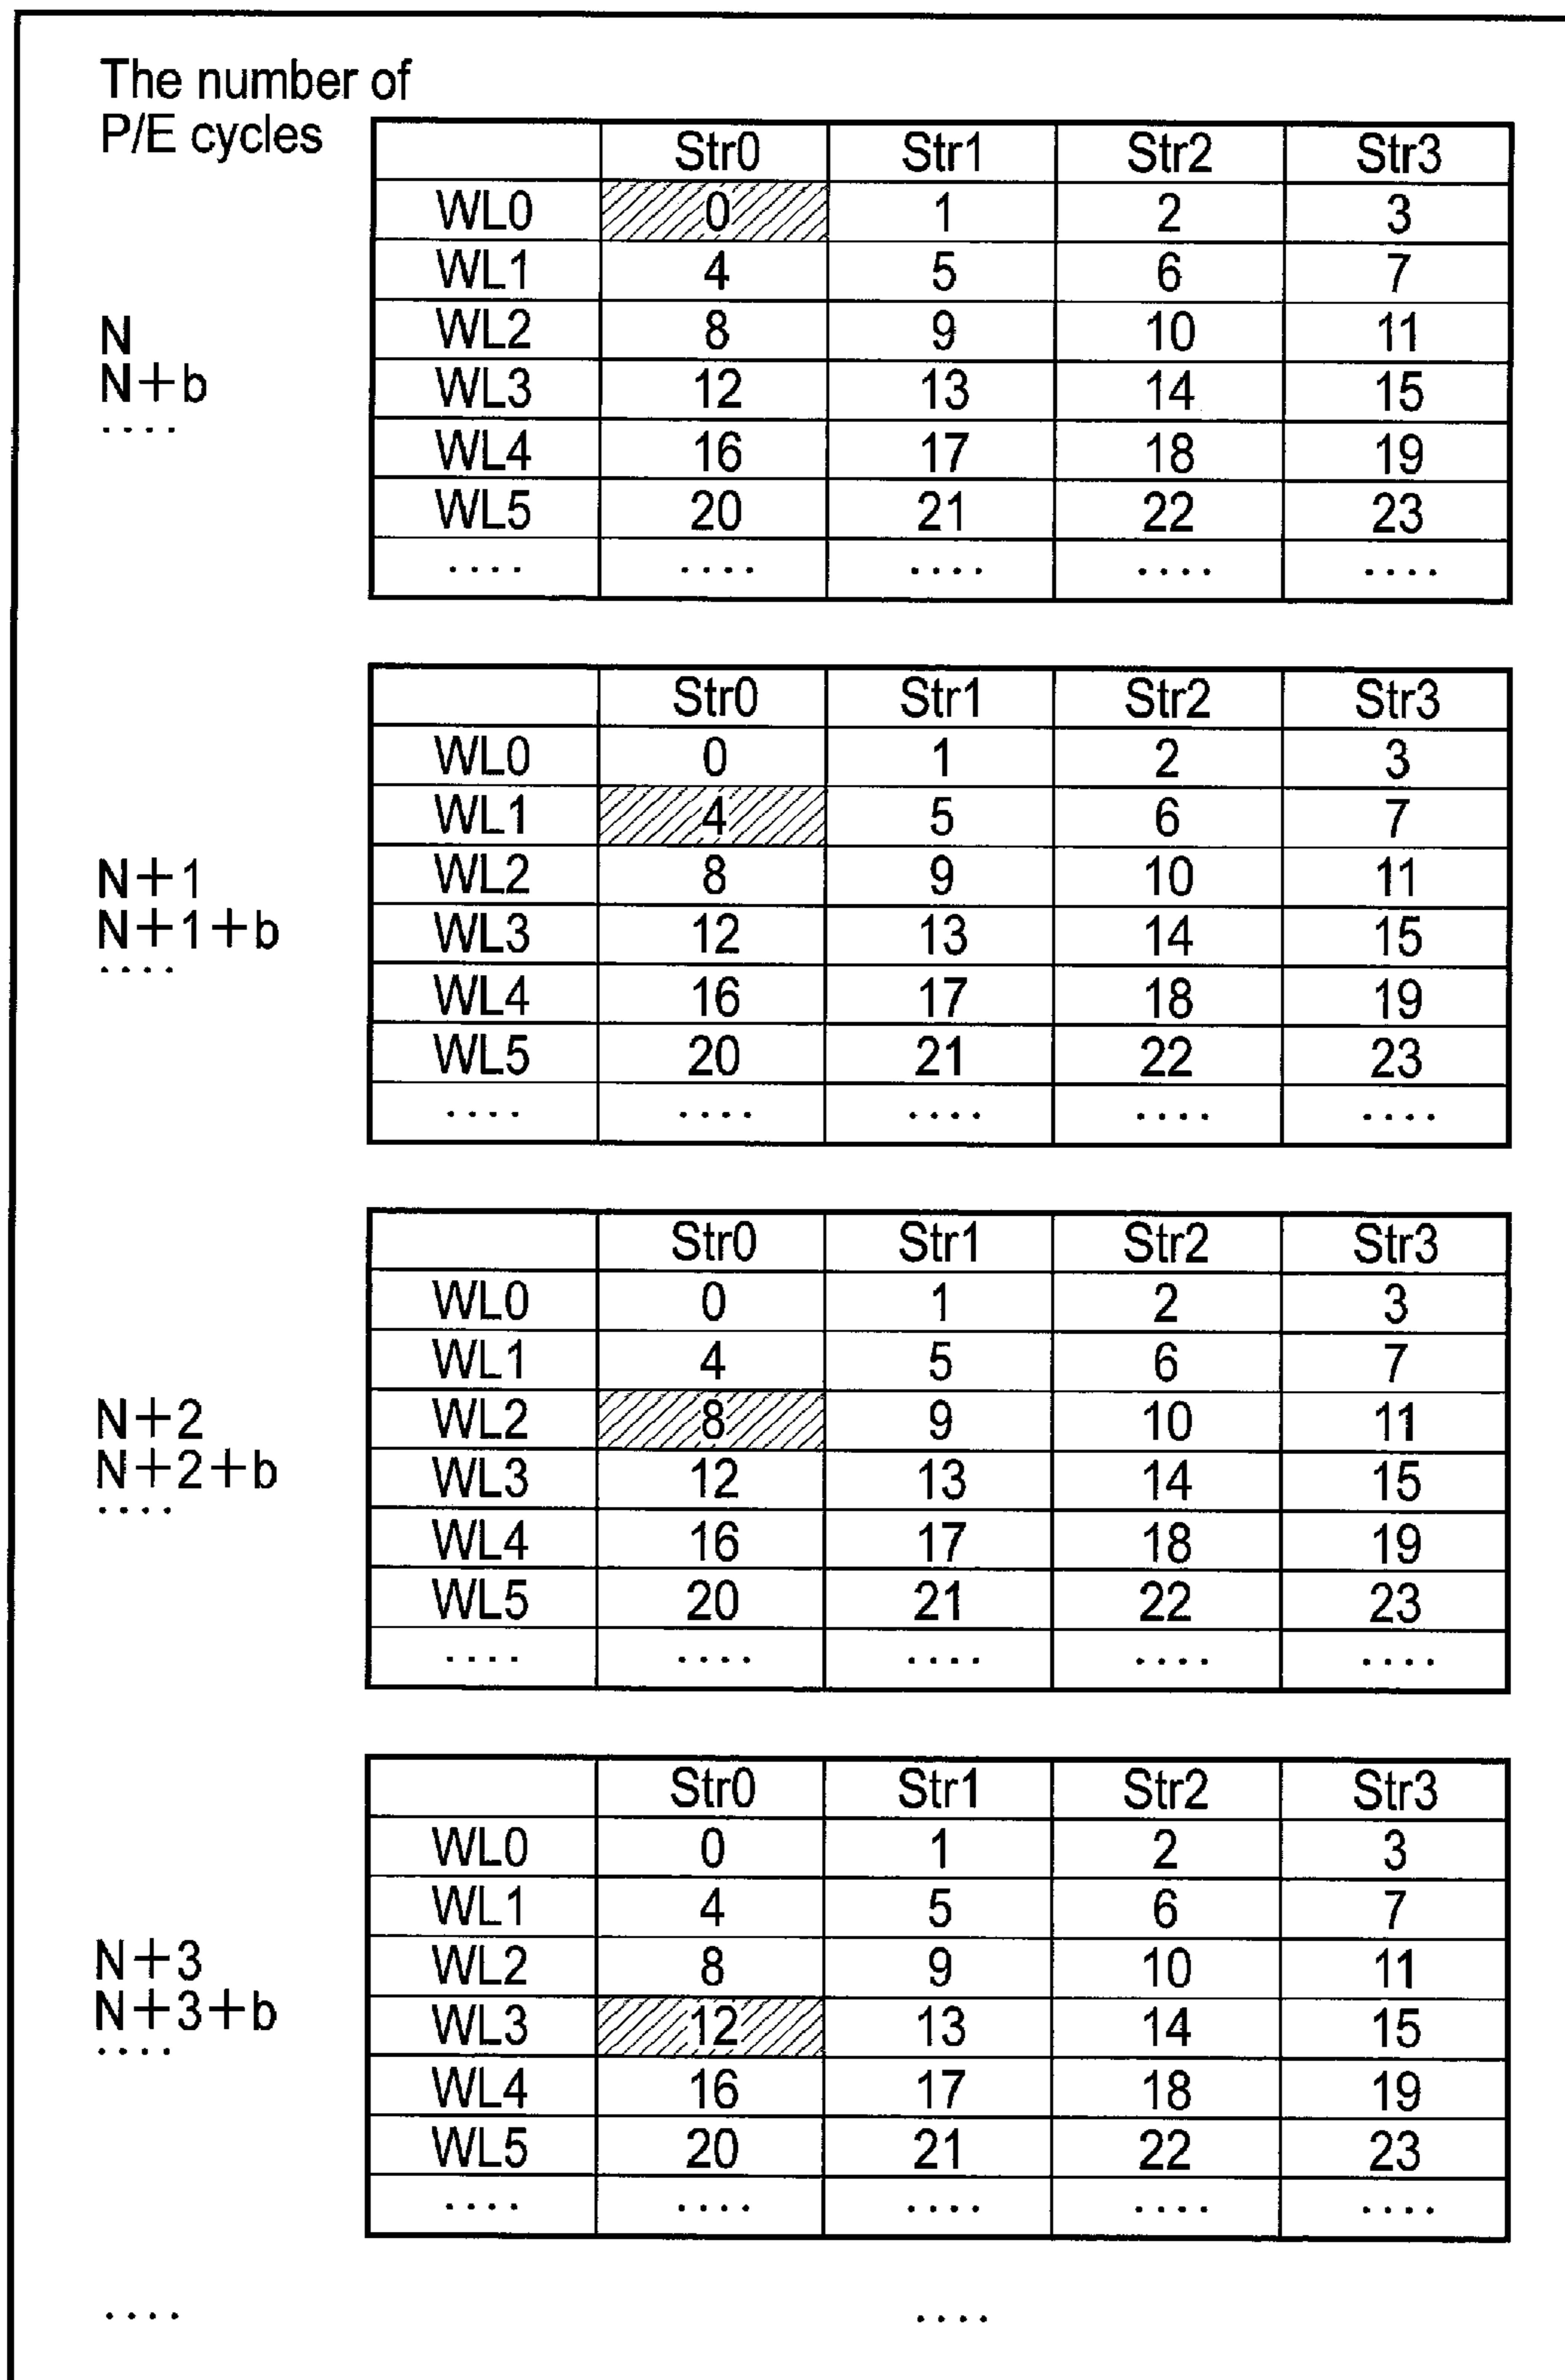 The number of
P/E cycles
Str0 Str1 Str2 Str3
WL0 0 1 2 3
WL1 4 5 6 7
WL2 8 9 10 11
WL3 12 13 14 15
WL4 16 17 18 19
WL5 20 21 22 23
.... .... .... .... ....
N
N+b
....
Str0 Str1 Str2 Str3
WL0 0 1 2 3
WL1 4 5 6 7
WL2 8 9 10 11
WL3 12 13 14 15
WL4 16 17 18 19
WL5 20 21 22 23
.... .... .... .... ....
N+1
N+1+b
....
Str0 Str1 Str2 Str3
WL0 0 1 2 3
WL1 4 5 6 7
WL2 8 9 10 11
WL3 12 13 14 15
WL4 16 17 18 19
WL5 20 21 22 23
.... .... .... .... ....
N+2
N+2+b
....
Str0 Str1 Str2 Str3
WL0 0 1 2 3
WL1 4 5 6 7
WL2 8 9 10 11
WL3 12 13 14 15
WL4 16 17 18 19
WL5 20 21 22 23
.... .... .... .... ....
N+3
N+3+b
....
.... ....